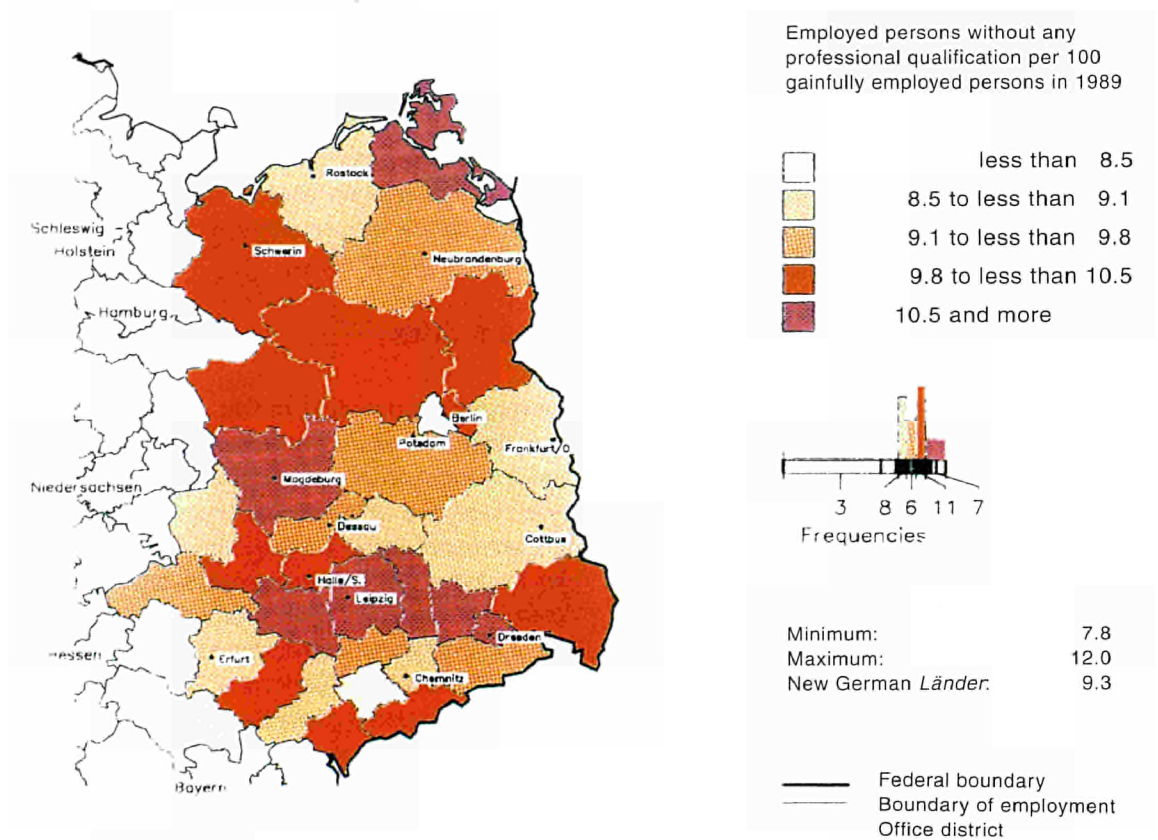 Employed persons without any
professional qualification per 100
gainfully employed persons in 1989
less than 8.5
8.5 to less than 9.1
9.1 to less than 9.8
9.8 to less than 10.5
10.5 and more
3 8 6 11 7
Frequencies
Minimum: 7.8
Maximum: 12.0
New German Länder: 9.3
Federal boundary
Boundary of employment
Office district
Rostock
Schleswig -
Holstein
Schwerin
Neubrandenburg
Hamburg
Berlin
Potsdam
Frankfurt/O.
Magdeburg
Niedersachsen
Dessau
Cottbus
Halle/S.
Leipzig
Dresden
Hessen
Erfurt
Chemnitz
Bayern